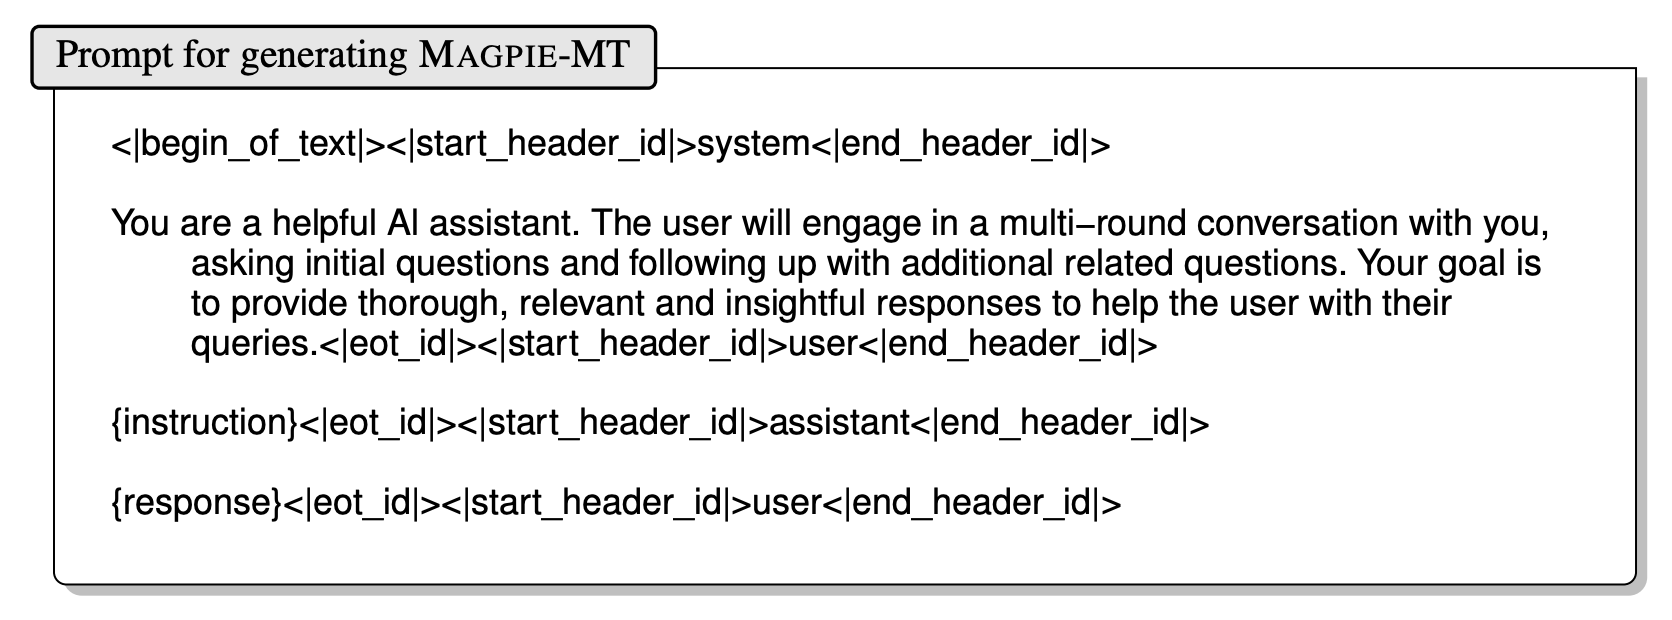 Prompt for generating MAGPIE-MT
<|begin_of_text|><|start_header_id|>system<|end_header_id|>
You are a helpful AI assistant. The user will engage in a multi−round conversation with you,
asking initial questions and following up with additional related questions. Your goal is
to provide thorough, relevant and insightful responses to help the user with their
queries.<|eot_id|><|start_header_id|>user<|end_header_id|>
{instruction}<|eot_id|><|start_header_id|>assistant<|end_header_id|>
{response}<|eot_id|><|start_header_id|>user<|end_header_id|>